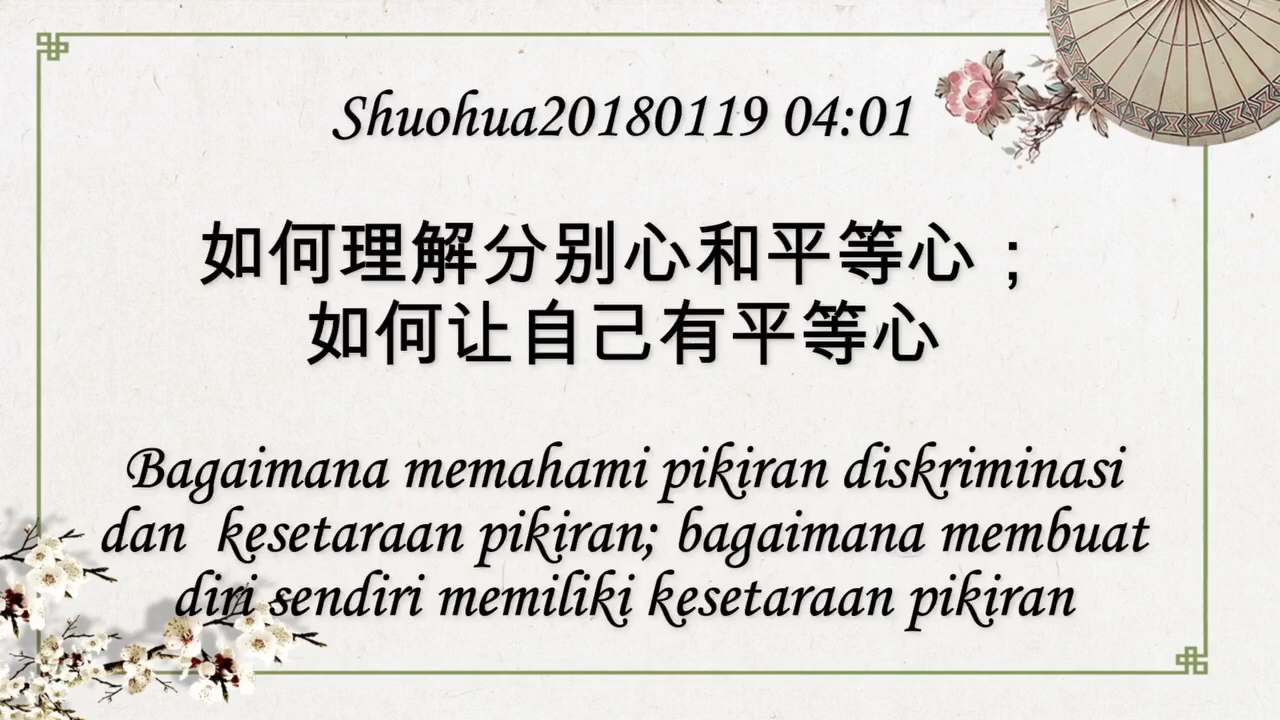 Shuohua20180119 04:01
如何理解分别心和平等心；
如何让自己有平等心
Bagaimana memahami pikiran diskriminasi
dan kesetaraan pikiran; bagaimana membuat
diri sendiri memiliki kesetaraan pikiran